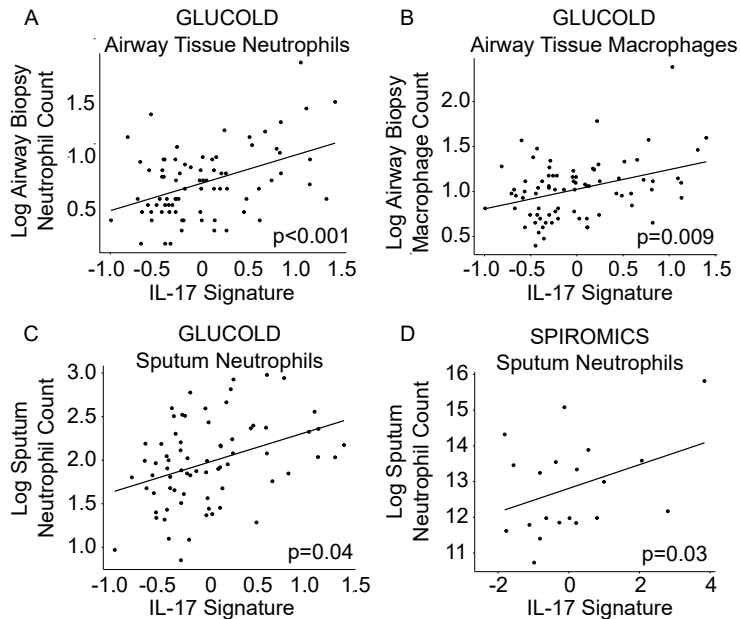 A
GLUCOLD
Airway Tissue Neutrophils
Log Airway Biopsy
Neutrophil Count
1.5
1.0
0.5
p<0.001
-1.0 -0.5 0 0.5 1.0 1.5
IL-17 Signature
B
GLUCOLD
Airway Tissue Macrophages
Log Airway Biopsy
Macrophage Count
2.0
1.5
1.0
0.5
p=0.009
-1.0 -0.5 0 0.5 1.0 1.5
IL-17 Signature
C
GLUCOLD
Sputum Neutrophils
Log Sputum
Neutrophil Count
3.0
2.5
2.0
1.5
1.0
p=0.04
-1.0 -0.5 0 0.5 1.0 1.5
IL-17 Signature
D
SPIROMICS
Sputum Neutrophils
Log Sputum
Neutrophil Count
16
15
14
13
12
11
p=0.03
-2 0 2 4
IL-17 Signature